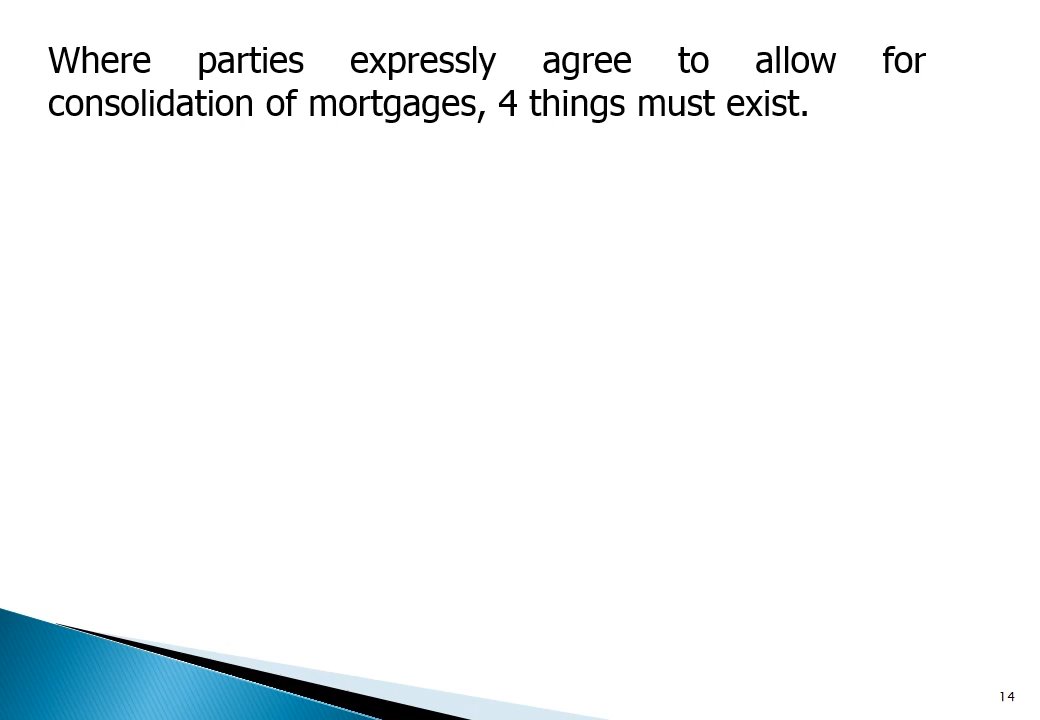 Where parties expressly agree to allow for
consolidation of mortgages, 4 things must exist.
14